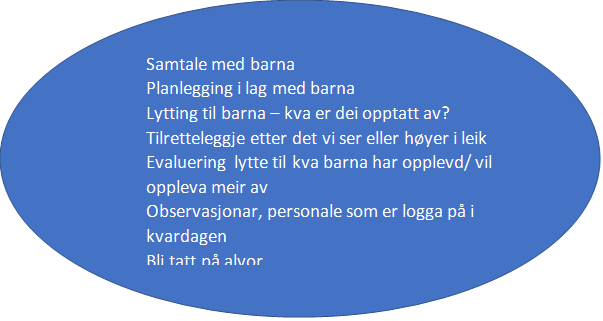 Samtale med barna
Planlegging i lag med barna
Lytting til barna – kva er dei opptatt av?
Tilretteleggje etter det vi ser eller høyer i leik
Evaluering  lytte til kva barna har opplevd/ vil
oppleva meir av
Observasjonar, personale som er logga på i
kvardagen
Bli tatt på alvor